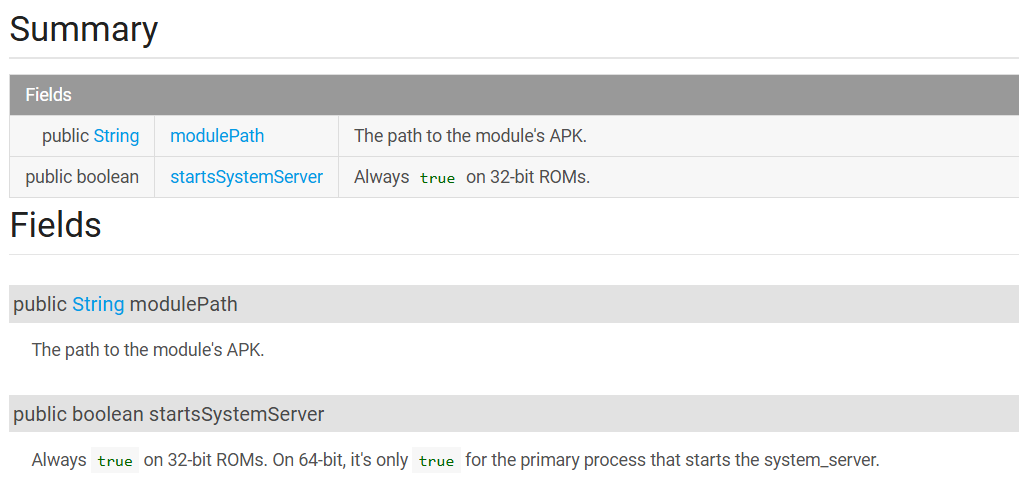 Summary
Fields
public String modulePath The path to the module's APK.
public boolean startsSystemServer Always true on 32-bit ROMs.
Fields
public String modulePath
The path to the module's APK.
public boolean startsSystemServer
Always true on 32-bit ROMs. On 64-bit, it's only true for the primary process that starts the system_server.